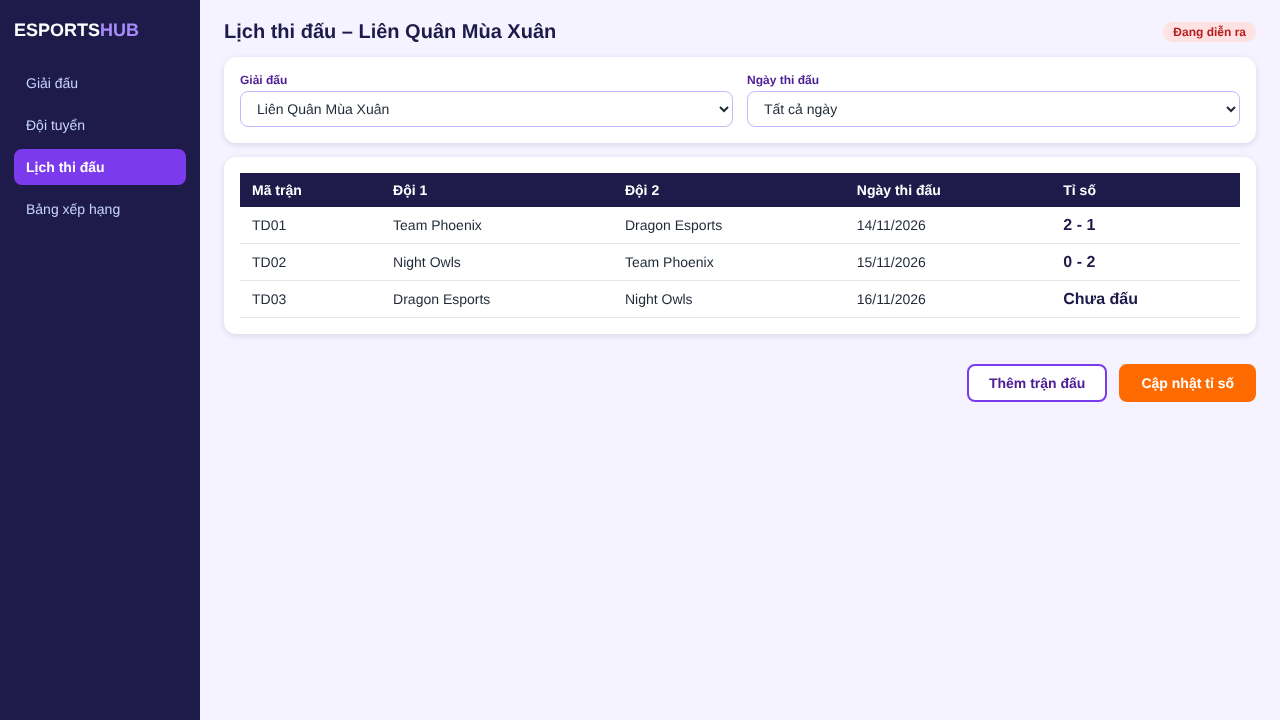 ESPORTSHUB
Giải đấu
Đội tuyển
Lịch thi đấu
Bảng xếp hạng
Lịch thi đấu – Liên Quân Mùa Xuân
Đang diễn ra
Giải đấu
Liên Quân Mùa Xuân
Ngày thi đấu
Tất cả ngày
Mã trận Đội 1 Đội 2 Ngày thi đấu Tỉ số
TD01 Team Phoenix Dragon Esports 14/11/2026 2 - 1
TD02 Night Owls Team Phoenix 15/11/2026 0 - 2
TD03 Dragon Esports Night Owls 16/11/2026 Chưa đấu
Thêm trận đấu
Cập nhật tỉ số